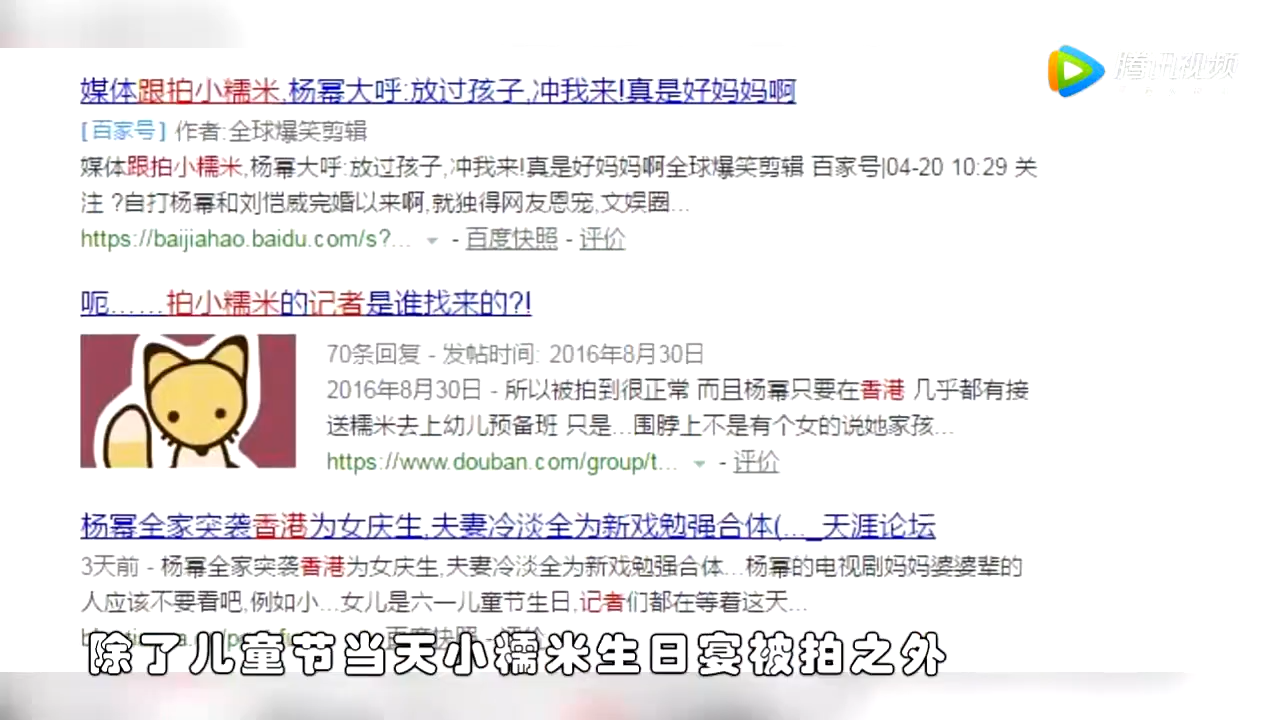 腾讯视频
媒体跟拍小糯米,杨幂大呼:放过孩子,冲我来!真是好妈妈啊
[百家号] 作者:全球爆笑剪辑
媒体跟拍小糯米,杨幂大呼:放过孩子,冲我来!真是好妈妈啊全球爆笑剪辑 百家号|04-20 10:29 关
注 ?自打杨幂和刘恺威完婚以来啊,就独得网友恩宠,文娱圈...
https://baijiahao.baidu.com/s?... - 百度快照 - 评价
呃……拍小糯米的记者是谁找来的?!
70条回复 - 发帖时间: 2016年8月30日
2016年8月30日 - 所以被拍到很正常 而且杨幂只要在香港 几乎都有接
送糯米去上幼儿预备班 只是...围脖上不是有个女的说她家孩...
https://www.douban.com/group/t... - 评价
杨幂全家突袭香港为女庆生,夫妻冷淡全为新戏勉强合体(..._天涯论坛
3天前 - 杨幂全家突袭香港为女庆生,夫妻冷淡全为新戏勉强合体...杨幂的电视剧妈妈婆婆辈的
人应该不要看吧,例如小...女儿是六一儿童节生日,记者们都在等着这天...
百度快照 - 评价
除了儿童节当天小糯米生日宴被拍之外